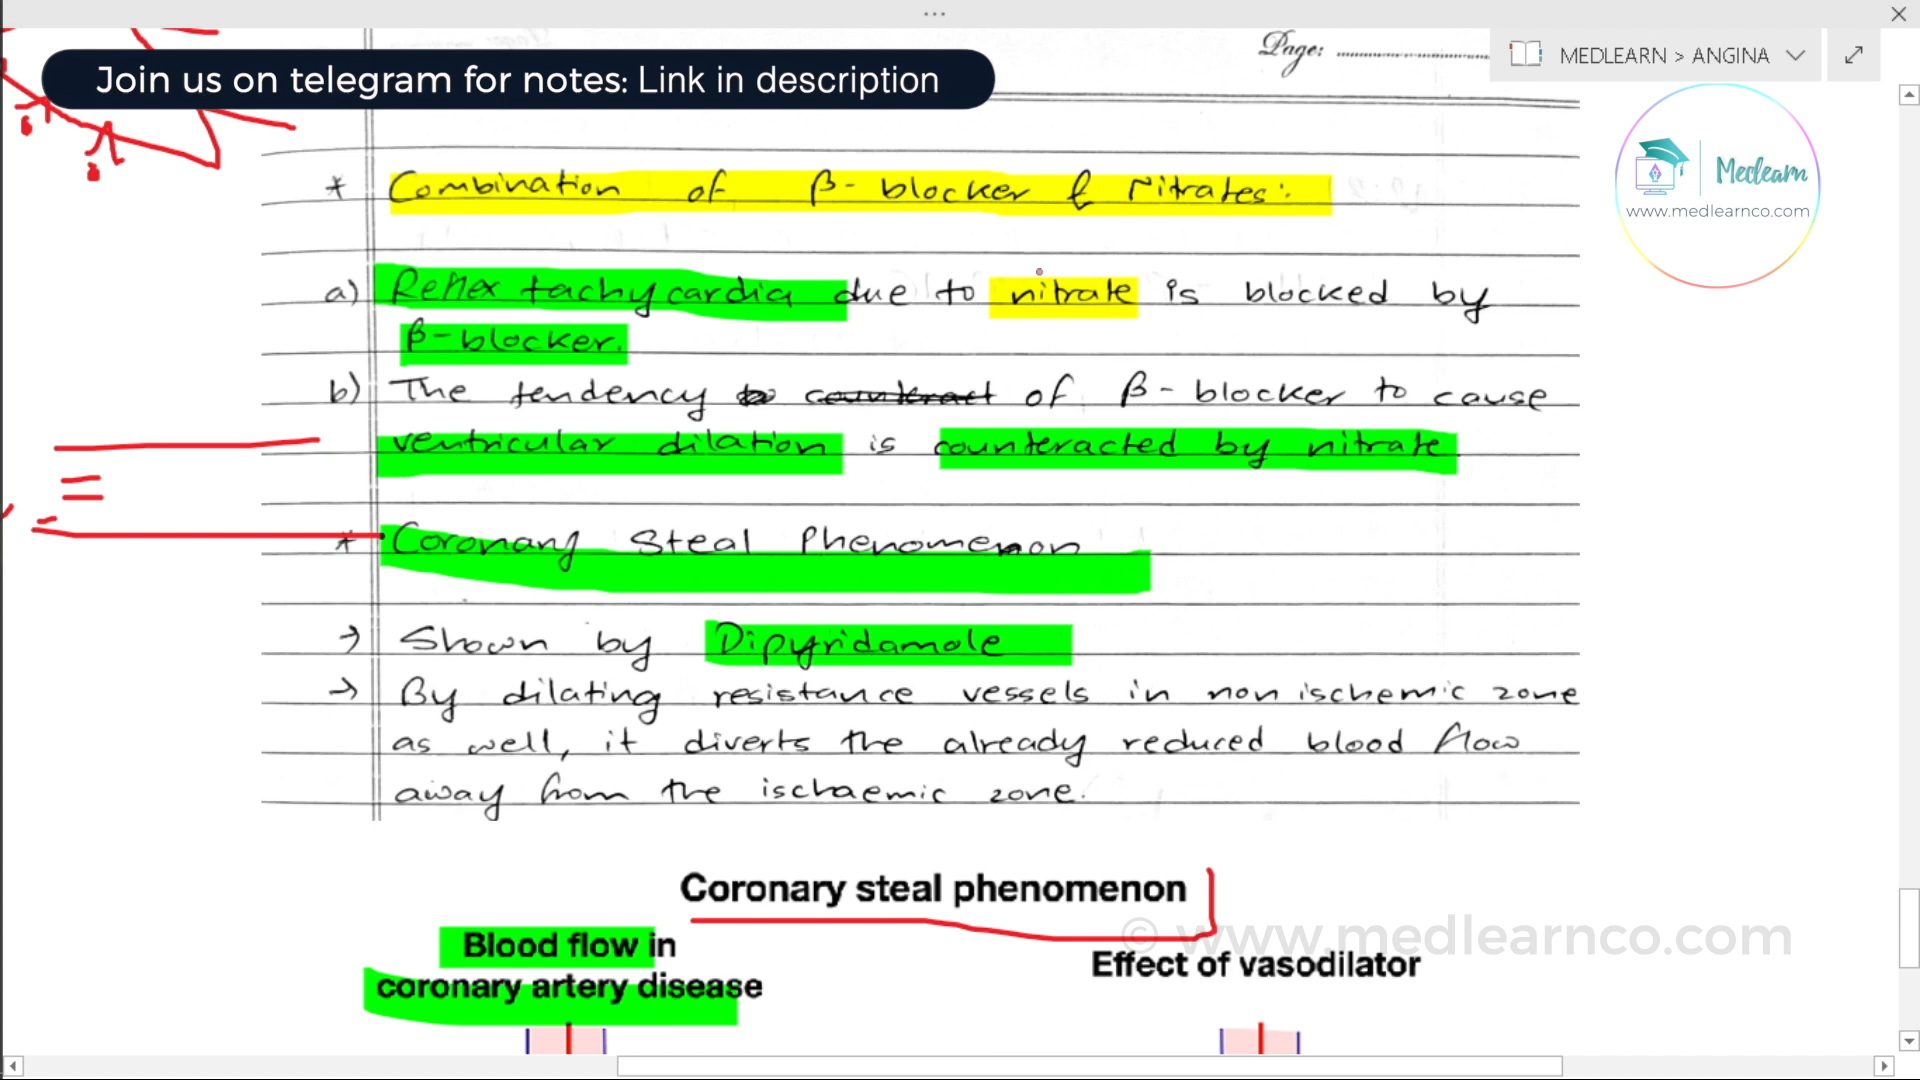 Page:
MEDLEARN > ANGINA
Join us on telegram for notes: Link in description
Medlearn
www.medlearnco.com
* Combination of β-blocker & Nitrates:
a) Reflex tachycardia due to nitrate is blocked by
β-blocker.
b) The tendency to counteract of β-blocker to cause
ventricular dilation is counteracted by nitrate.
* Coronary Steal Phenomenon
→ Shown by Dipyridamole
→ By dilating resistance vessels in non ischemic zone
as well, it diverts the already reduced blood flow
away from the ischaemic zone.
Coronary steal phenomenon
© www.medlearnco.com
Blood flow in
coronary artery disease
Effect of vasodilator